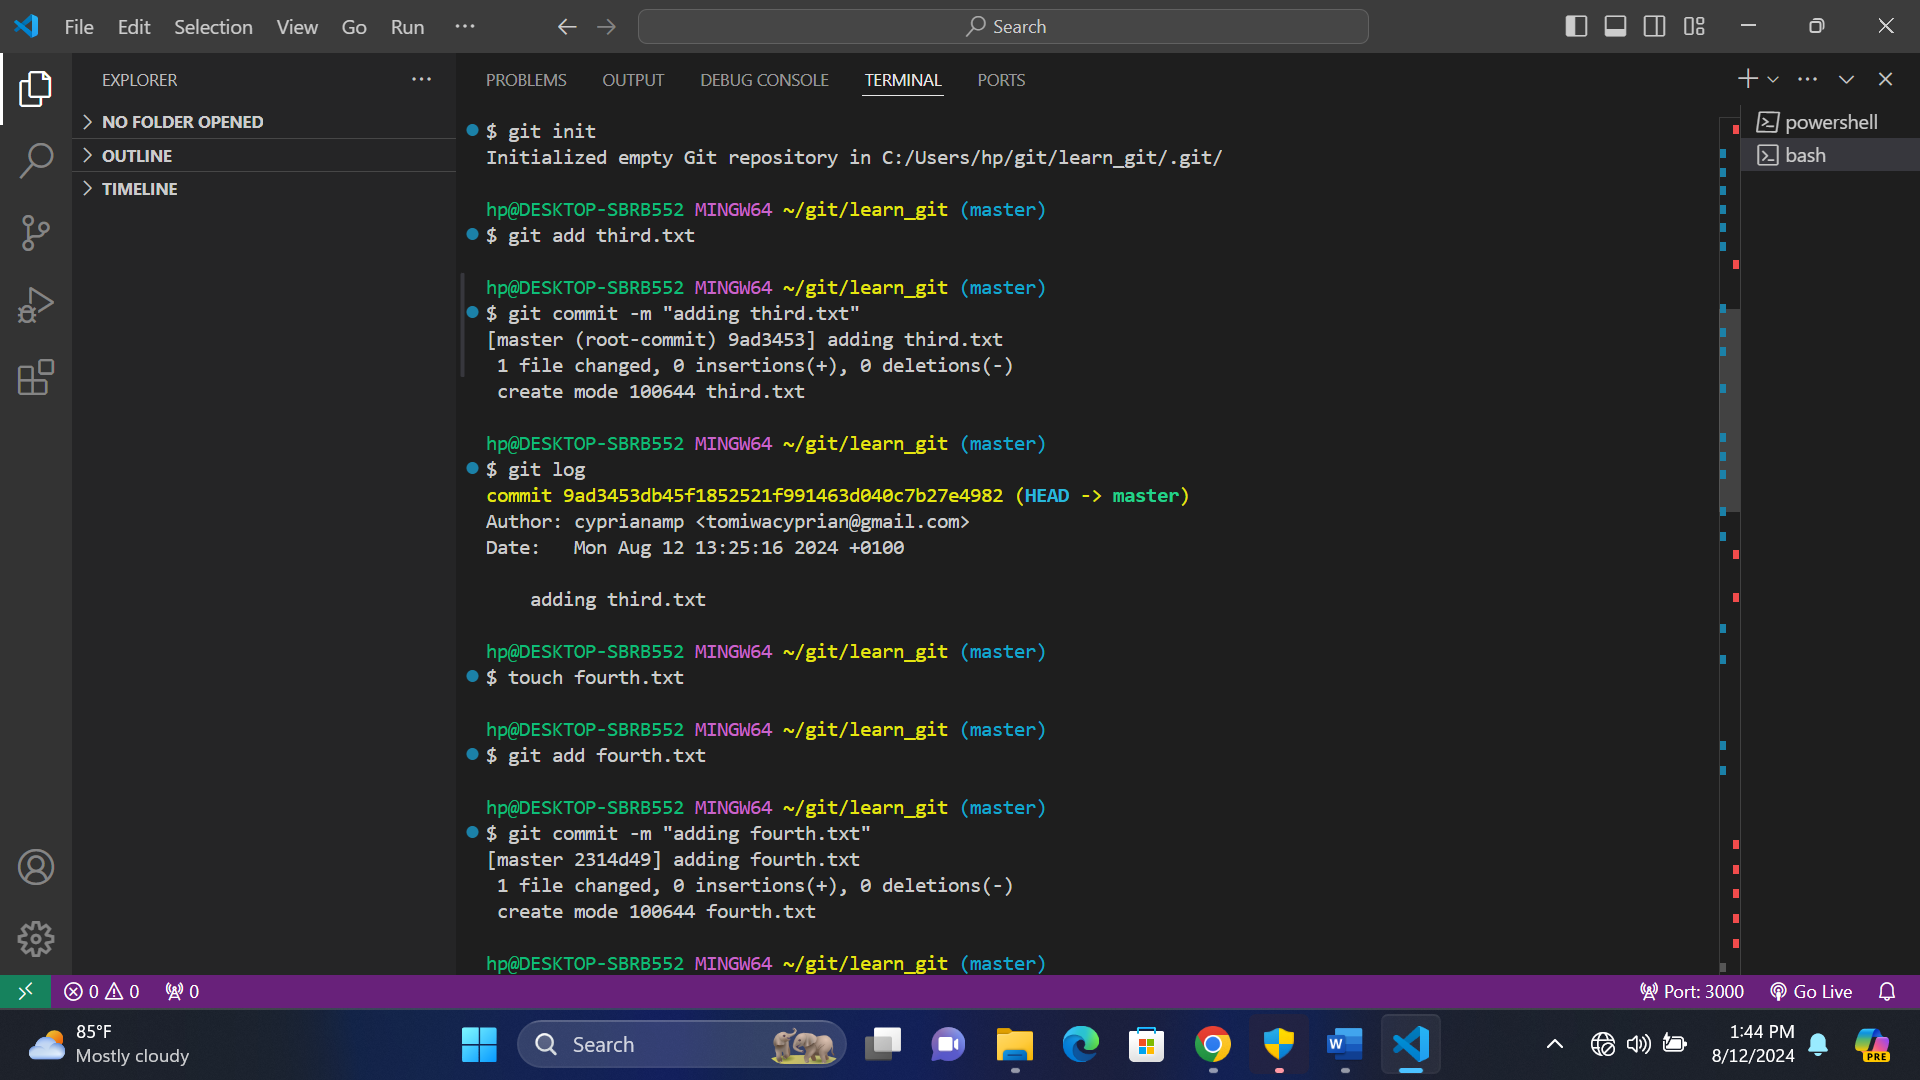 File Edit Selection View Go Run ··· Search
EXPLORER ···
NO FOLDER OPENED
OUTLINE
TIMELINE
PROBLEMS OUTPUT DEBUG CONSOLE TERMINAL PORTS
$ git init
Initialized empty Git repository in C:/Users/hp/git/learn_git/.git/
hp@DESKTOP-SBRB552 MINGW64 ~/git/learn_git (master)
$ git add third.txt
hp@DESKTOP-SBRB552 MINGW64 ~/git/learn_git (master)
$ git commit -m "adding third.txt"
[master (root-commit) 9ad3453] adding third.txt
1 file changed, 0 insertions(+), 0 deletions(-)
create mode 100644 third.txt
hp@DESKTOP-SBRB552 MINGW64 ~/git/learn_git (master)
$ git log
commit 9ad3453db45f1852521f991463d040c7b27e4982 (HEAD -> master)
Author: cyprianamp <tomiwacyprian@gmail.com>
Date:   Mon Aug 12 13:25:16 2024 +0100
adding third.txt
hp@DESKTOP-SBRB552 MINGW64 ~/git/learn_git (master)
$ touch fourth.txt
hp@DESKTOP-SBRB552 MINGW64 ~/git/learn_git (master)
$ git add fourth.txt
hp@DESKTOP-SBRB552 MINGW64 ~/git/learn_git (master)
$ git commit -m "adding fourth.txt"
[master 2314d49] adding fourth.txt
1 file changed, 0 insertions(+), 0 deletions(-)
create mode 100644 fourth.txt
hp@DESKTOP-SBRB552 MINGW64 ~/git/learn_git (master)
powershell
bash
0 0 0 Port: 3000 Go Live
85°F
Mostly cloudy
Search
W
PRE
1:44 PM
8/12/2024